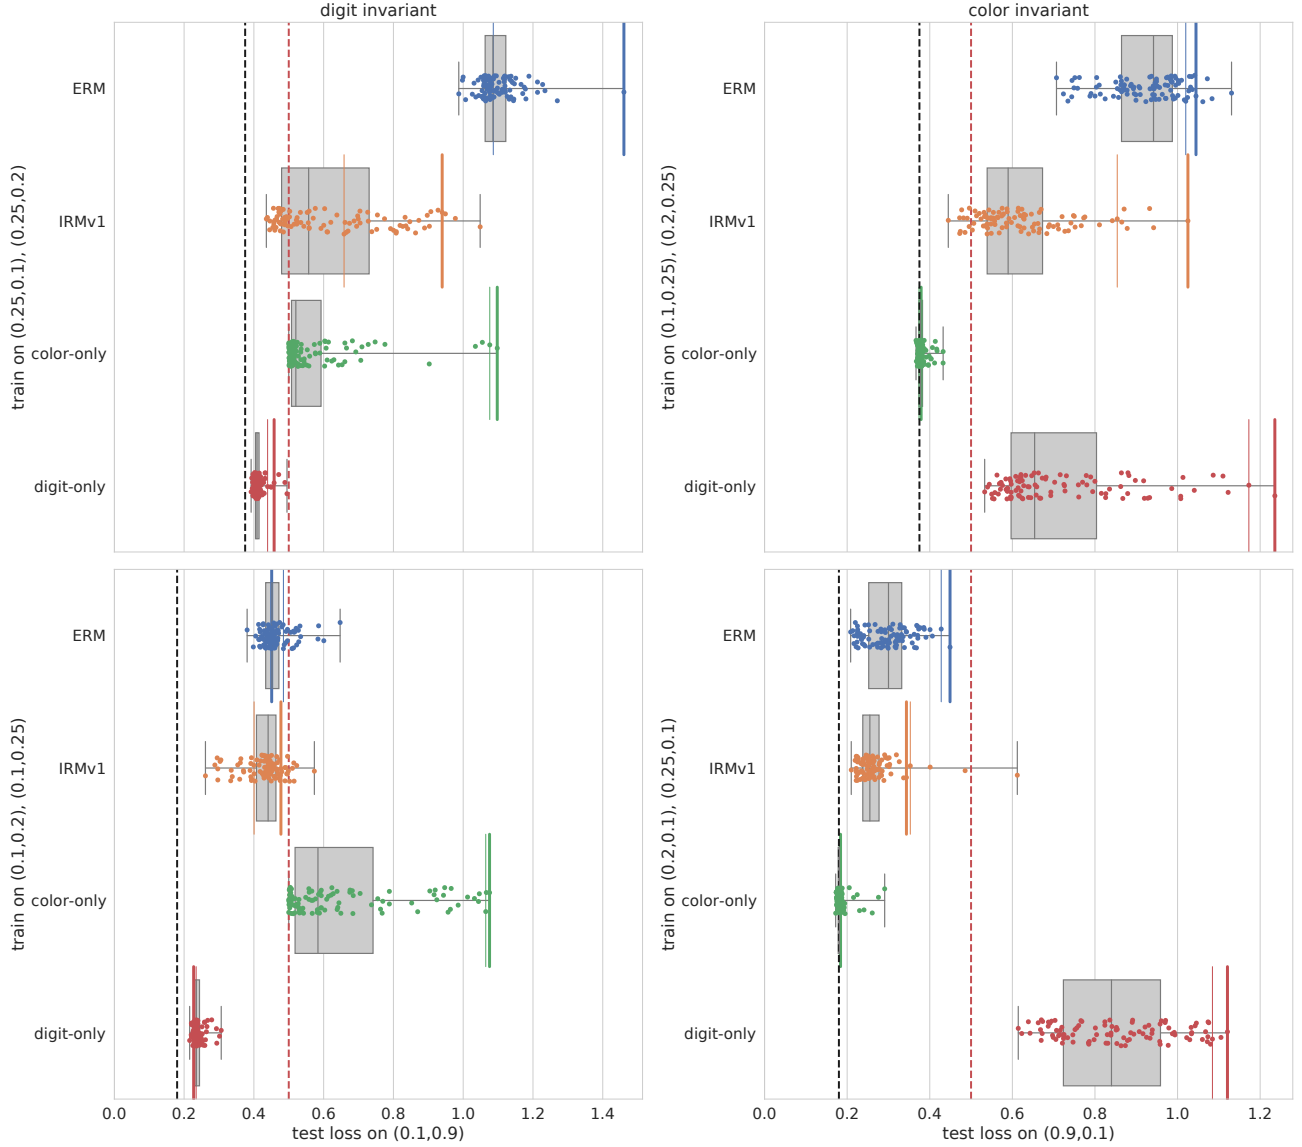 digit invariant
color invariant
train on (0.25,0.1), (0.25,0.2)
ERM
IRMv1
color-only
digit-only
train on (0.1,0.25), (0.2,0.25)
ERM
IRMv1
color-only
digit-only
train on (0.1,0.2), (0.1,0.25)
ERM
IRMv1
color-only
digit-only
0.0 0.2 0.4 0.6 0.8 1.0 1.2 1.4
test loss on (0.1,0.9)
train on (0.2,0.1), (0.25,0.1)
ERM
IRMv1
color-only
digit-only
0.0 0.2 0.4 0.6 0.8 1.0 1.2
test loss on (0.9,0.1)